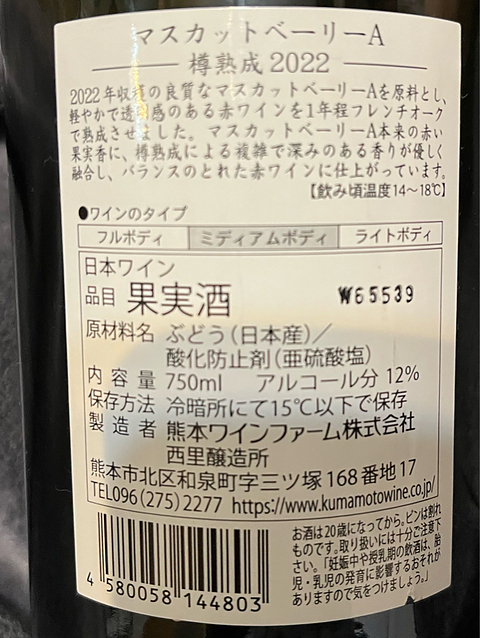 マスカットベーリーA
樽熟成 2022
2022年収穫の良質なマスカットベーリーAを原料とし、
軽やかで透明感のある赤ワインを1年程フレンチオーク
で熟成させました。マスカットベーリーA本来の赤い
果実香に、樽熟成による複雑で深みのある香りが優しく
融合し、バランスのとれた赤ワインに仕上がっています。
【飲み頃温度14〜18℃】
●ワインのタイプ
フルボディ ミディアムボディ ライトボディ
日本ワイン
品目 果実酒 W65539
原材料名 ぶどう(日本産)/
酸化防止剤(亜硫酸塩)
内容量 750ml アルコール分 12%
保存方法 冷暗所にて15℃以下で保存
製造者 熊本ワインファーム株式会社
西里醸造所
熊本市北区和泉町字三ツ塚168番地17
TEL096(275)2277 https://www.kumamotowine.co.jp/
4 580058 144803
お酒は20歳になってから。ビンは割れ
ものです。取り扱いには十分ご注意下
さい。「妊娠中や授乳期の飲酒は、胎
児・乳児の発育に影響するおそれが
ありますので気をつけましょう。」